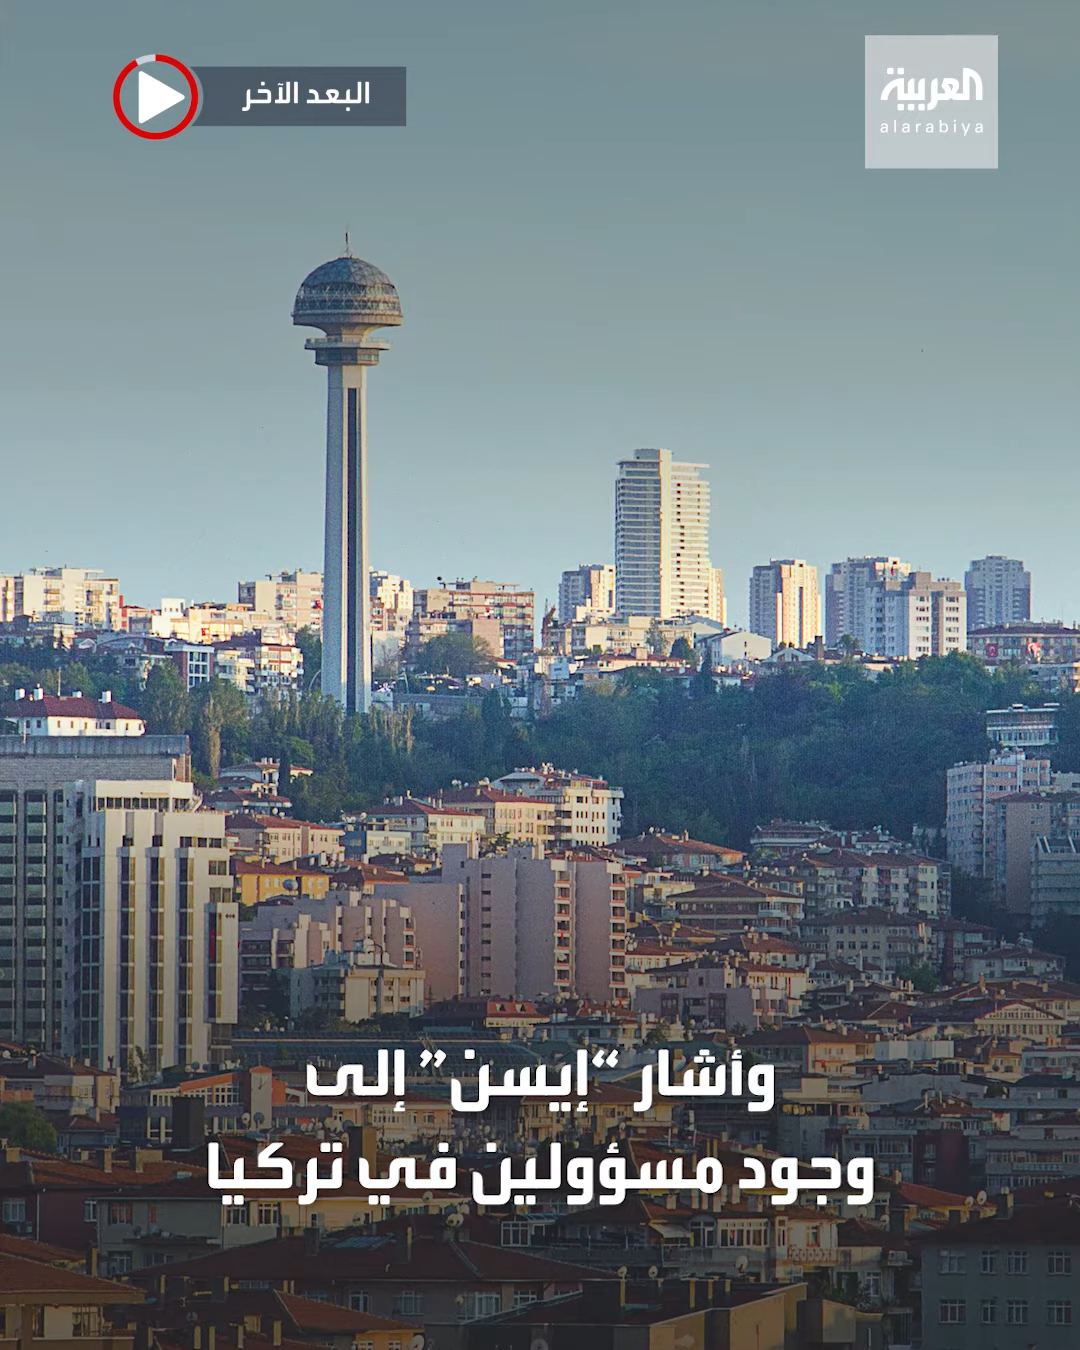 البعد الآخر
العربية
alarabiya
وأشار “إيسن” إلى
وجود مسؤولين في تركيا